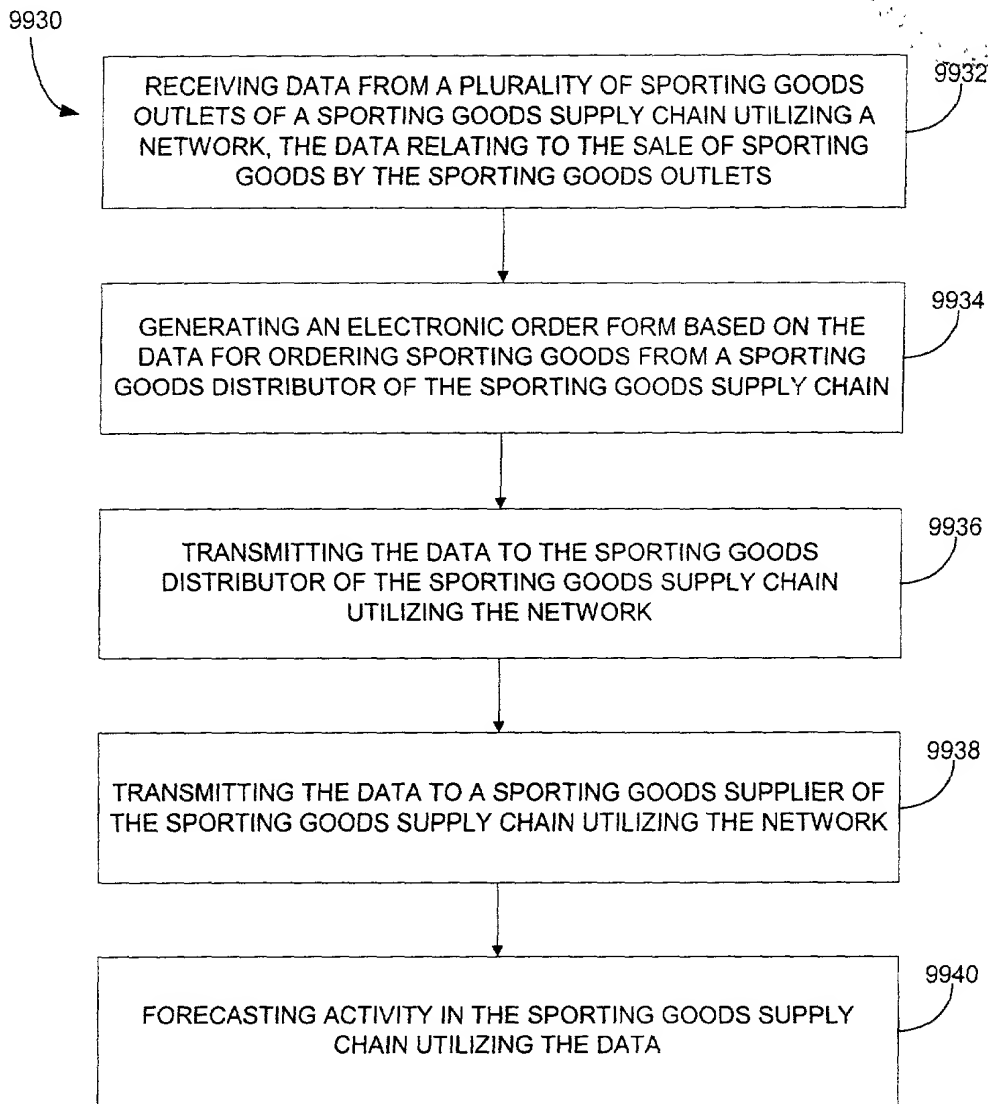 9930
9932
RECEIVING DATA FROM A PLURALITY OF SPORTING GOODS
OUTLETS OF A SPORTING GOODS SUPPLY CHAIN UTILIZING A
NETWORK, THE DATA RELATING TO THE SALE OF SPORTING
GOODS BY THE SPORTING GOODS OUTLETS
9934
GENERATING AN ELECTRONIC ORDER FORM BASED ON THE
DATA FOR ORDERING SPORTING GOODS FROM A SPORTING
GOODS DISTRIBUTOR OF THE SPORTING GOODS SUPPLY CHAIN
9936
TRANSMITTING THE DATA TO THE SPORTING GOODS
DISTRIBUTOR OF THE SPORTING GOODS SUPPLY CHAIN
UTILIZING THE NETWORK
9938
TRANSMITTING THE DATA TO A SPORTING GOODS SUPPLIER OF
THE SPORTING GOODS SUPPLY CHAIN UTILIZING THE NETWORK
9940
FORECASTING ACTIVITY IN THE SPORTING GOODS SUPPLY
CHAIN UTILIZING THE DATA